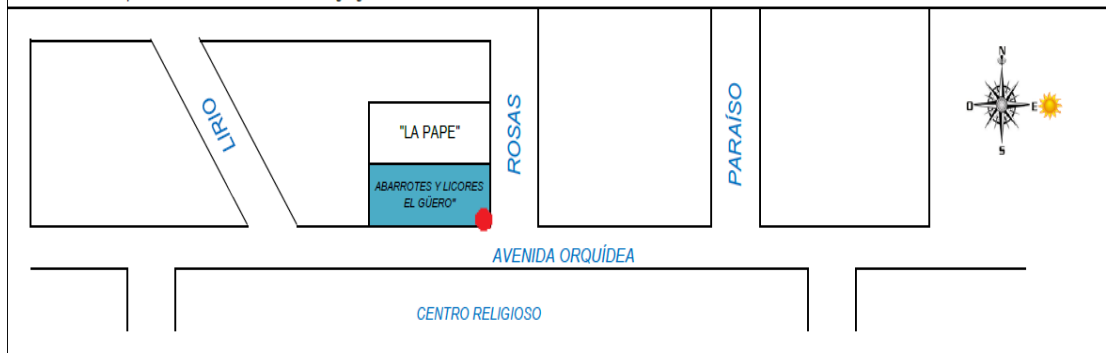 N
LIRIO
ROSAS
PARAÍSO
O
E
"LA PAPE"
S
ABARROTES Y LICORES
EL GÜERO"
AVENIDA ORQUÍDEA
CENTRO RELIGIOSO